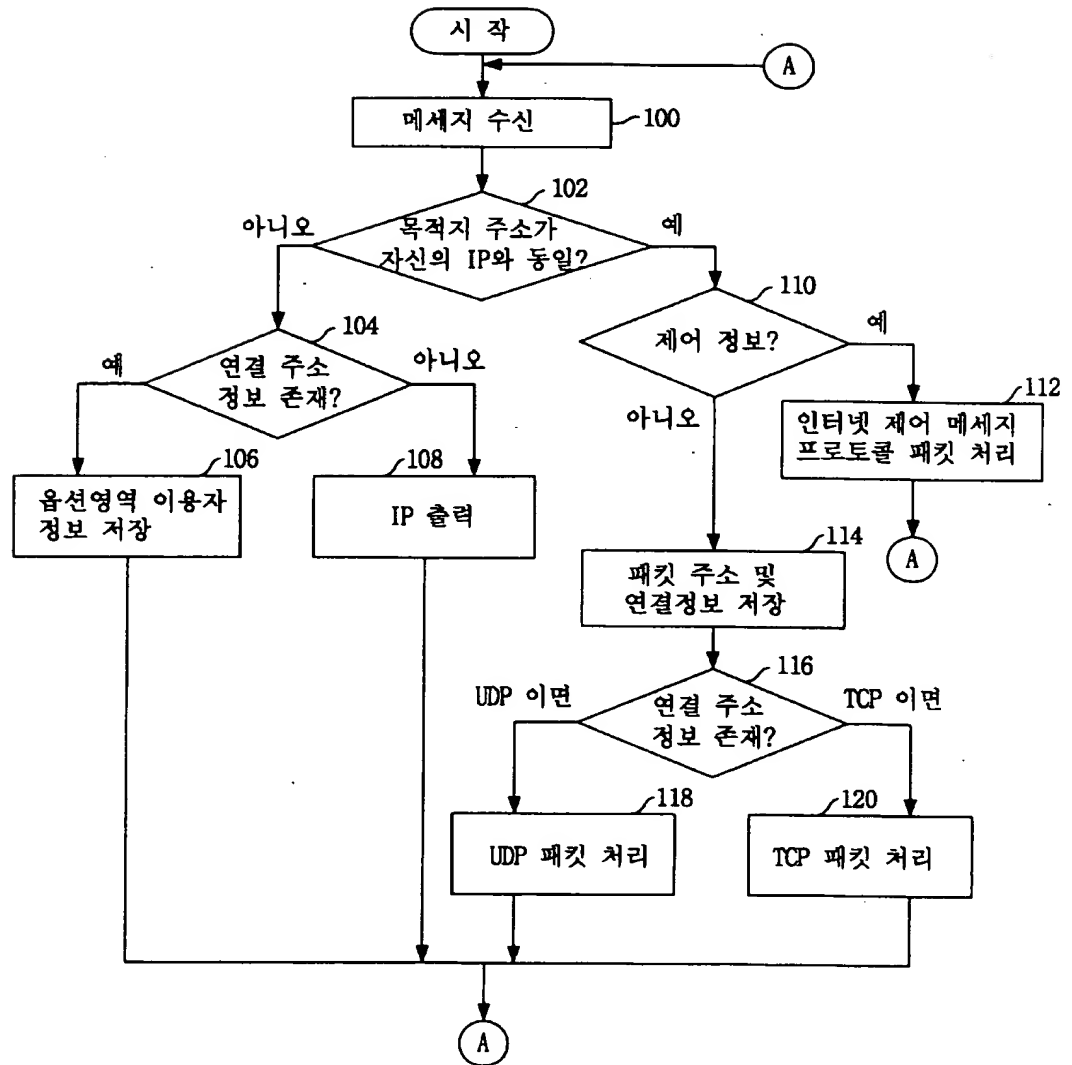 시 작
A
메세지 수신
100
102
목적지 주소가
자신의 IP와 동일?
아니오
예
104
연결 주소
정보 존재?
예
아니오
110
제어 정보?
예
아니오
106
옵션영역 이용자
정보 저장
108
IP 출력
112
인터넷 제어 메세지
프로토콜 패킷 처리
A
114
패킷 주소 및
연결정보 저장
116
연결 주소
정보 존재?
UDP 이면
TCP 이면
118
UDP 패킷 처리
120
TCP 패킷 처리
A